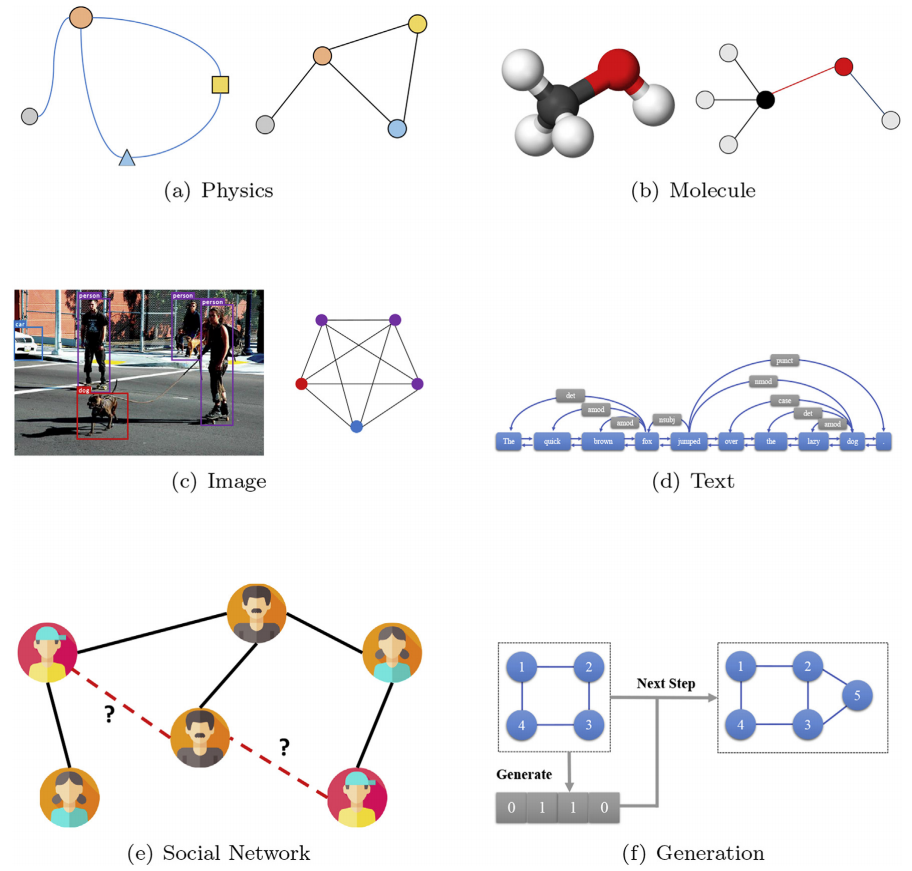 (a) Physics
(b) Molecule
person
person
person
car
dog
(c) Image
punct
nmod
det
case
amod
nsubj
det
amod
amod
The quick brown fox jumped over the lazy dog .
(d) Text
?
?
(e) Social Network
1 2
4 3
Next Step
1 2
5
4 3
Generate
0 1 1 0
(f) Generation